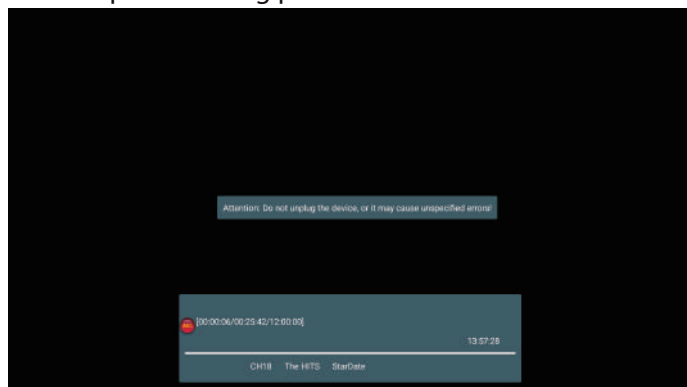 Attention: Do not unplug the device, or it may cause unspecified errors!
REC [00:00:06/00:25:42/12:00:00]
13:57:28
CH18 The HITS StarDate